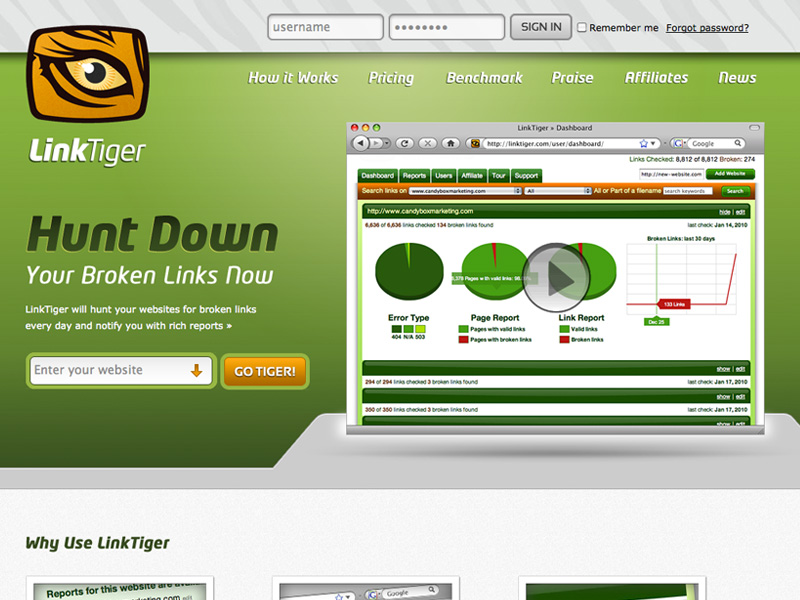 username
••••••••
SIGN IN
Remember me
Forgot password?
How it Works
Pricing
Benchmark
Praise
Affiliates
News
LinkTiger
Hunt Down
Your Broken Links Now
LinkTiger will hunt your websites for broken links
every day and notify you with rich reports »
Enter your website
GO TIGER!
LinkTiger » Dashboard
http://linktiger.com/user/dashboard/
Google
Links Checked: 8,812 of 8,812 Broken: 274
Dashboard
Reports
Users
Affiliate
Tour
Support
http://new-website.com
Add Website
Search links on
www.candyboxmarketing.com
All
All or Part of a filename
search keywords
Search
http://www.candyboxmarketing.com
hide | edit
6,836 of 6,836 links checked 134 broken links found
last check: Jan 14, 2010
Broken Links: last 30 days
Pages with valid links:
133 Links
Dec 25
Error Type
404 N/A 503
Page Report
Pages with valid links
Pages with broken links
Link Report
Valid links
Broken links
show | edit
294 of 294 links checked 3 broken links found
last check: Jan 17, 2010
show | edit
350 of 350 links checked 3 broken links found
last check: Jan 17, 2010
show | edit
Why Use LinkTiger
Reports for this website are
Google